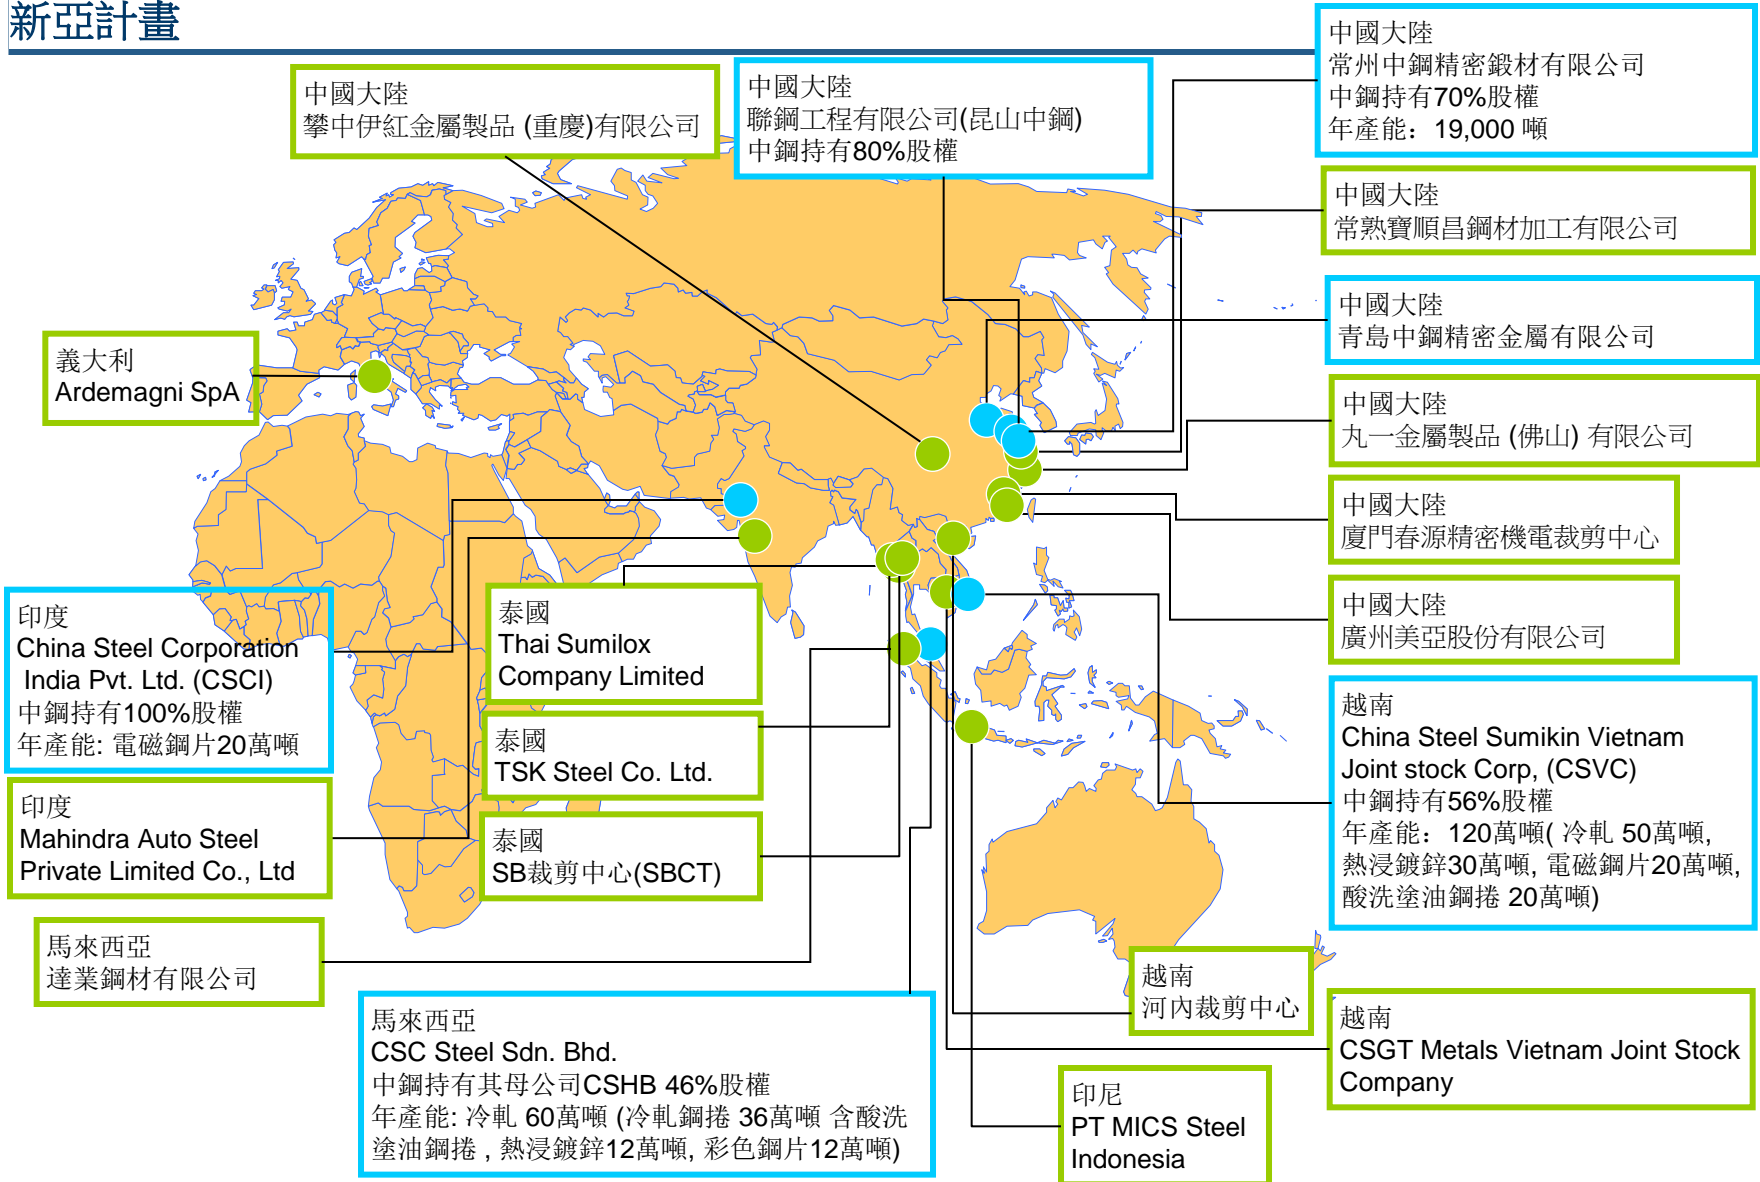 新亞計畫
中國大陸
攀中伊紅金屬製品 (重慶)有限公司
中國大陸
聯鋼工程有限公司(昆山中鋼)
中鋼持有80%股權
中國大陸
常州中鋼精密鍛材有限公司
中鋼持有70%股權
年產能：19,000 噸
中國大陸
常熟寶順昌鋼材加工有限公司
中國大陸
青島中鋼精密金屬有限公司
義大利
Ardemagni SpA
中國大陸
丸一金屬製品 (佛山) 有限公司
中國大陸
廈門春源精密機電裁剪中心
中國大陸
廣州美亞股份有限公司
印度
China Steel Corporation
India Pvt. Ltd. (CSCI)
中鋼持有100%股權
年產能: 電磁鋼片20萬噸
泰國
Thai Sumilox
Company Limited
泰國
TSK Steel Co. Ltd.
泰國
SB裁剪中心(SBCT)
越南
China Steel Sumikin Vietnam
Joint stock Corp, (CSVC)
中鋼持有56%股權
年產能：120萬噸( 冷軋 50萬噸,
熱浸鍍鋅30萬噸, 電磁鋼片20萬噸,
酸洗塗油鋼捲 20萬噸)
印度
Mahindra Auto Steel
Private Limited Co., Ltd
馬來西亞
達業鋼材有限公司
馬來西亞
CSC Steel Sdn. Bhd.
中鋼持有其母公司CSHB 46%股權
年產能: 冷軋 60萬噸 (冷軋鋼捲 36萬噸 含酸洗
塗油鋼捲 , 熱浸鍍鋅12萬噸, 彩色鋼片12萬噸)
越南
河內裁剪中心
越南
CSGT Metals Vietnam Joint Stock
Company
印尼
PT MICS Steel
Indonesia